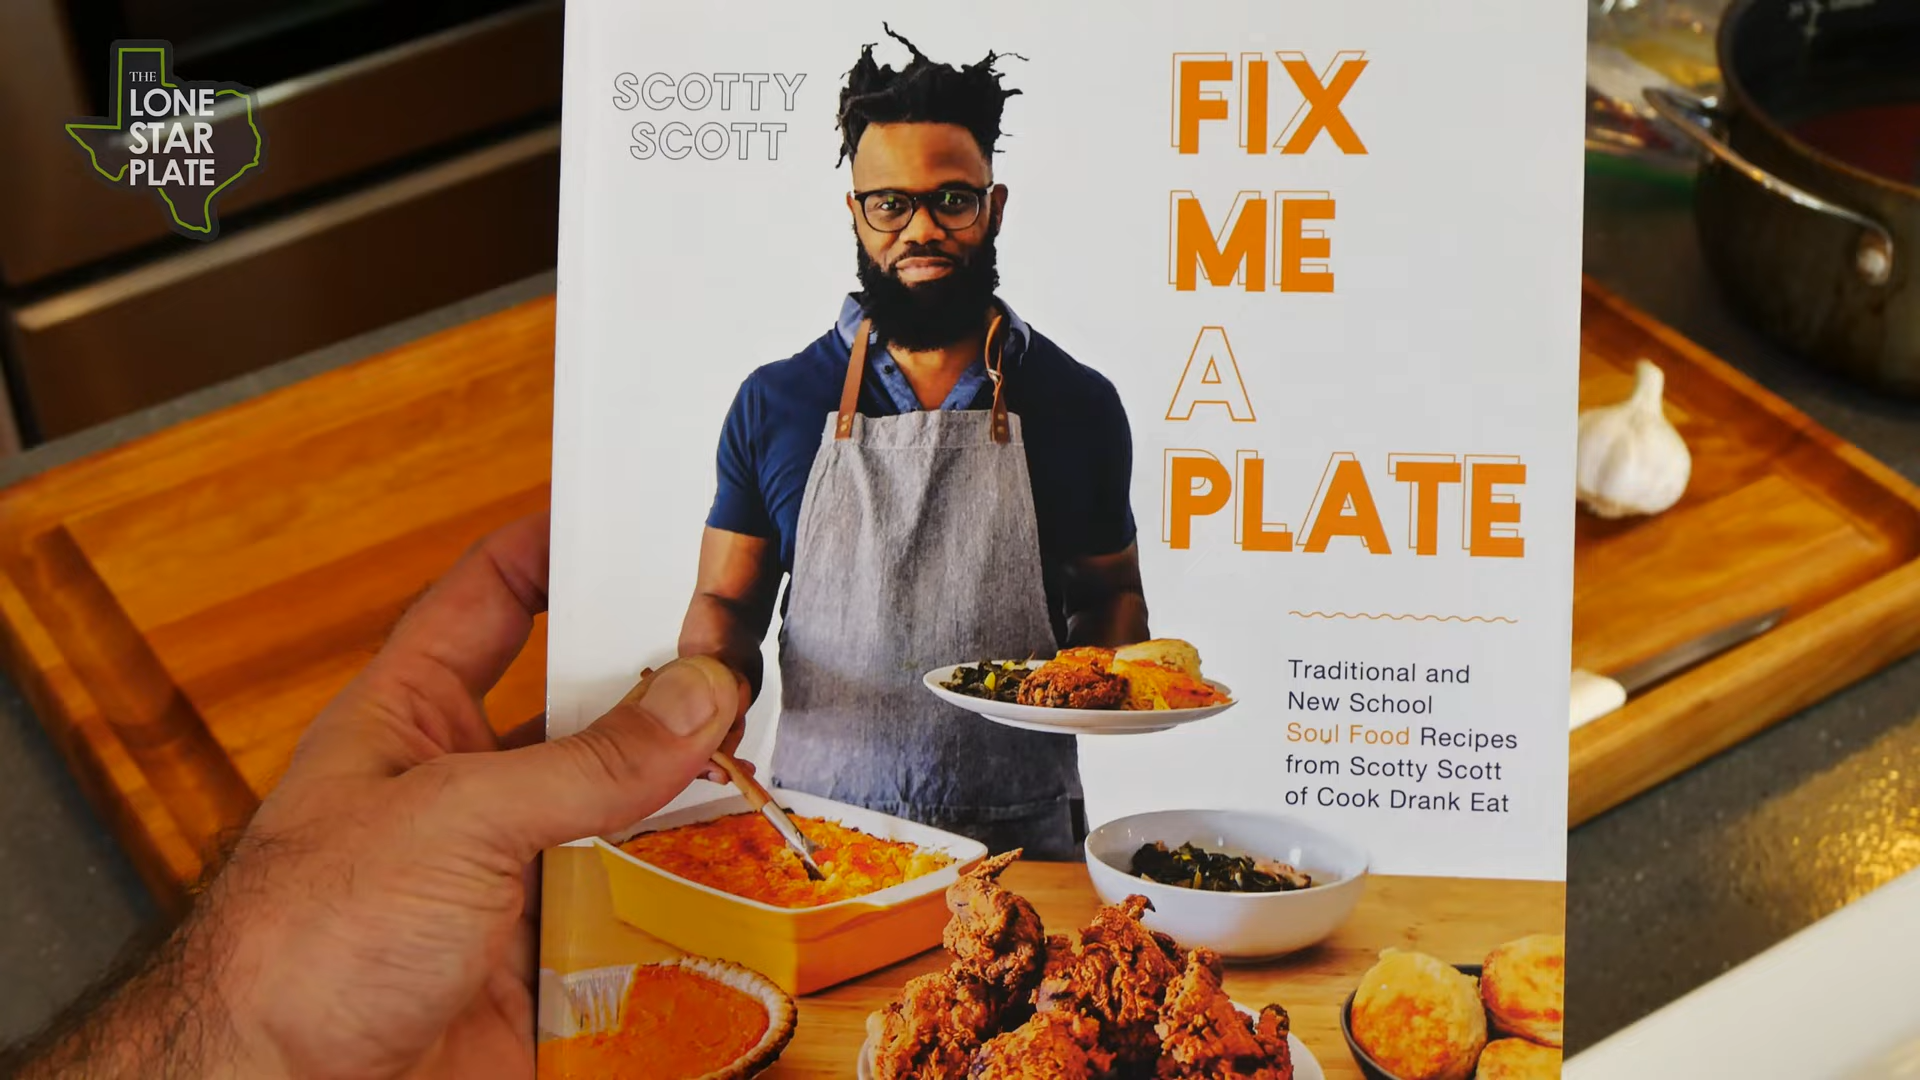 THE
LONE
STAR
PLATE
SCOTTY
SCOTT
FIX
ME
A
PLATE
Traditional and
New School
Soul Food Recipes
from Scotty Scott
of Cook Drank Eat